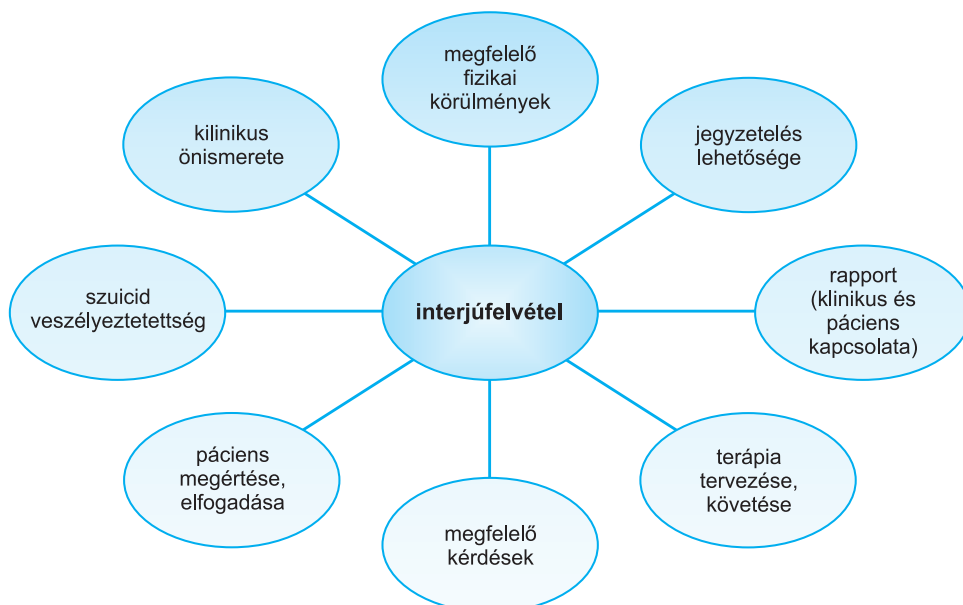 megfelelő
fizikai
körülmények
kilinikus
önismerete
jegyzetelés
lehetősége
szuicid
veszélyeztetettség
interjúfelvétel
rapport
(klinikus és
páciens
kapcsolata)
páciens
megértése,
elfogadása
terápia
tervezése,
követése
megfelelő
kérdések